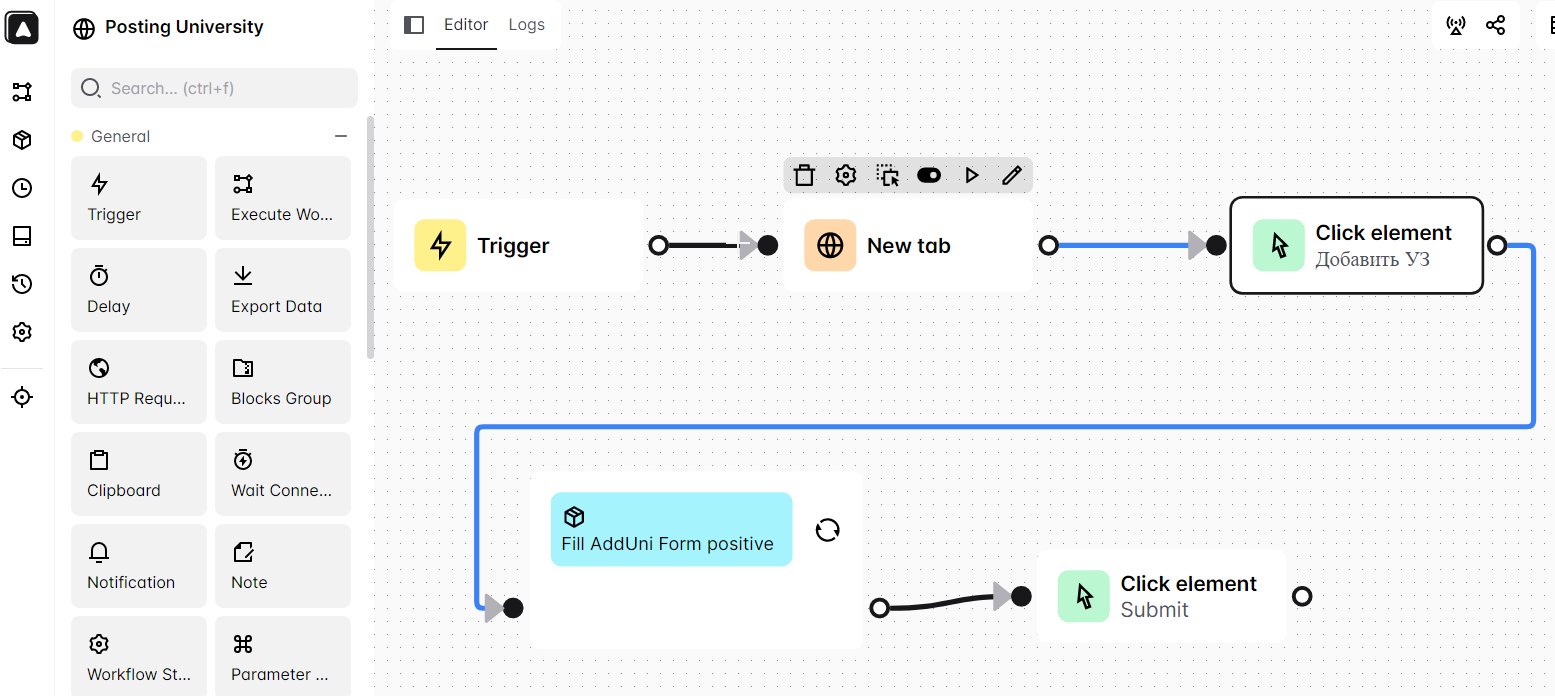 Posting University
Editor
Logs
Search... (ctrl+f)
General
Trigger
Execute Wo...
Delay
Export Data
HTTP Requ...
Blocks Group
Clipboard
Wait Conne...
Notification
Note
Workflow St...
Parameter ...
Trigger
New tab
Click element
Добавить УЗ
Fill AddUni Form positive
Click element
Submit